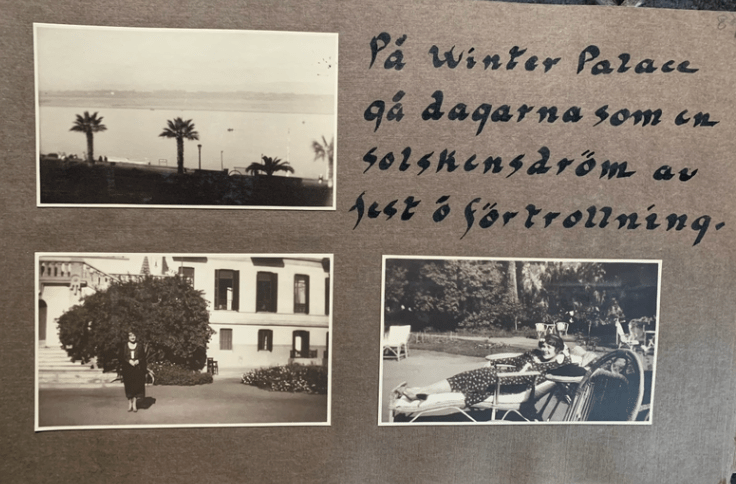 På Winter Palace
gå dagarna som en
solskensdröm av
fest ö förtrollning.